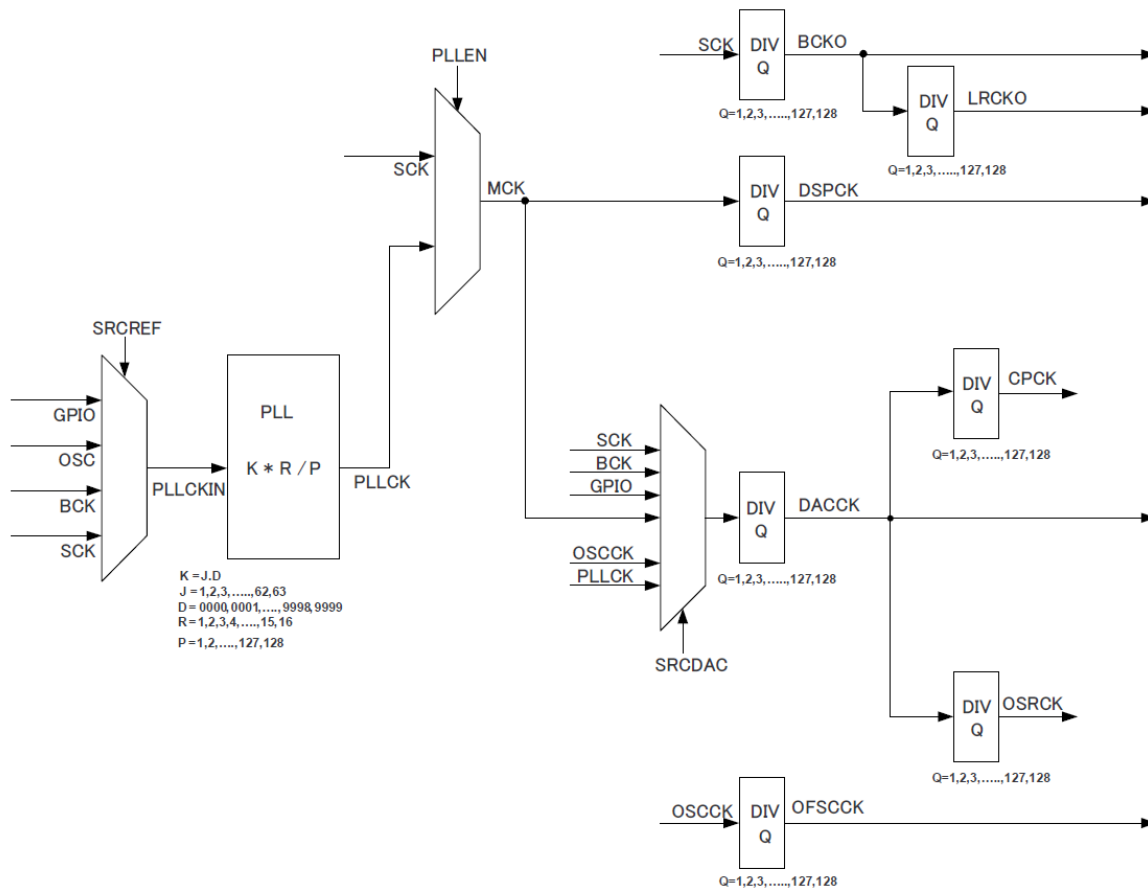 SCK
DIV
Q
BCKO
Q=1,2,3,.....,127,128
DIV
Q
LRCKO
Q=1,2,3,.....,127,128
PLLEN
SCK
MCK
DIV
Q
DSPCK
Q=1,2,3,.....,127,128
SRCREF
GPIO
OSC
BCK
SCK
PLLCKIN
PLL
K * R / P
PLLCK
K = J.D
J = 1,2,3,.....,62,63
D = 0000,0001,....,9998,9999
R = 1,2,3,4,....,15,16
P = 1,2,....,127,128
SCK
BCK
GPIO
OSCCK
PLLCK
SRCDAC
DIV
Q
DACCK
Q=1,2,3,.....,127,128
DIV
Q
CPCK
Q=1,2,3,.....,127,128
DIV
Q
OSRCK
Q=1,2,3,.....,127,128
OSCCK
DIV
Q
OFSCCK
Q=1,2,3,.....,127,128